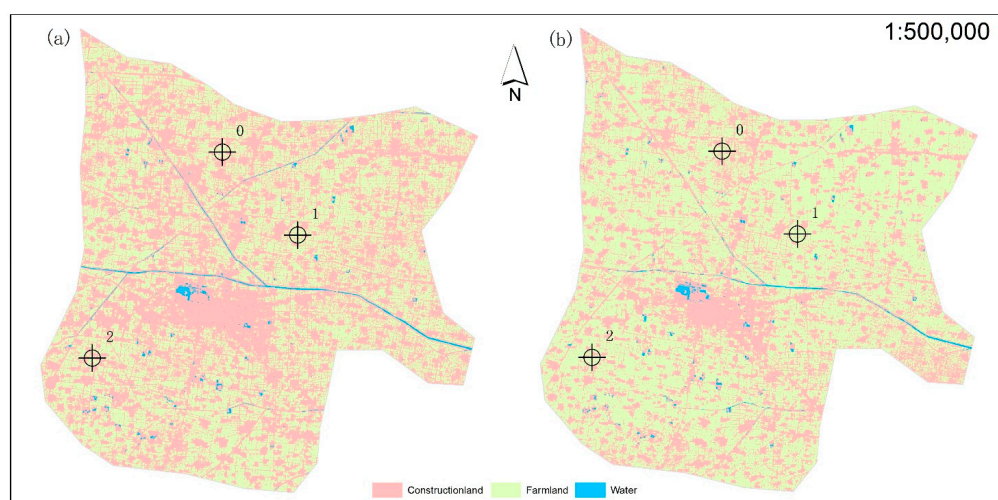 (a)
(b)
1:500,000
N
0
0
1
1
2
2
Constructionland
Farmland
Water